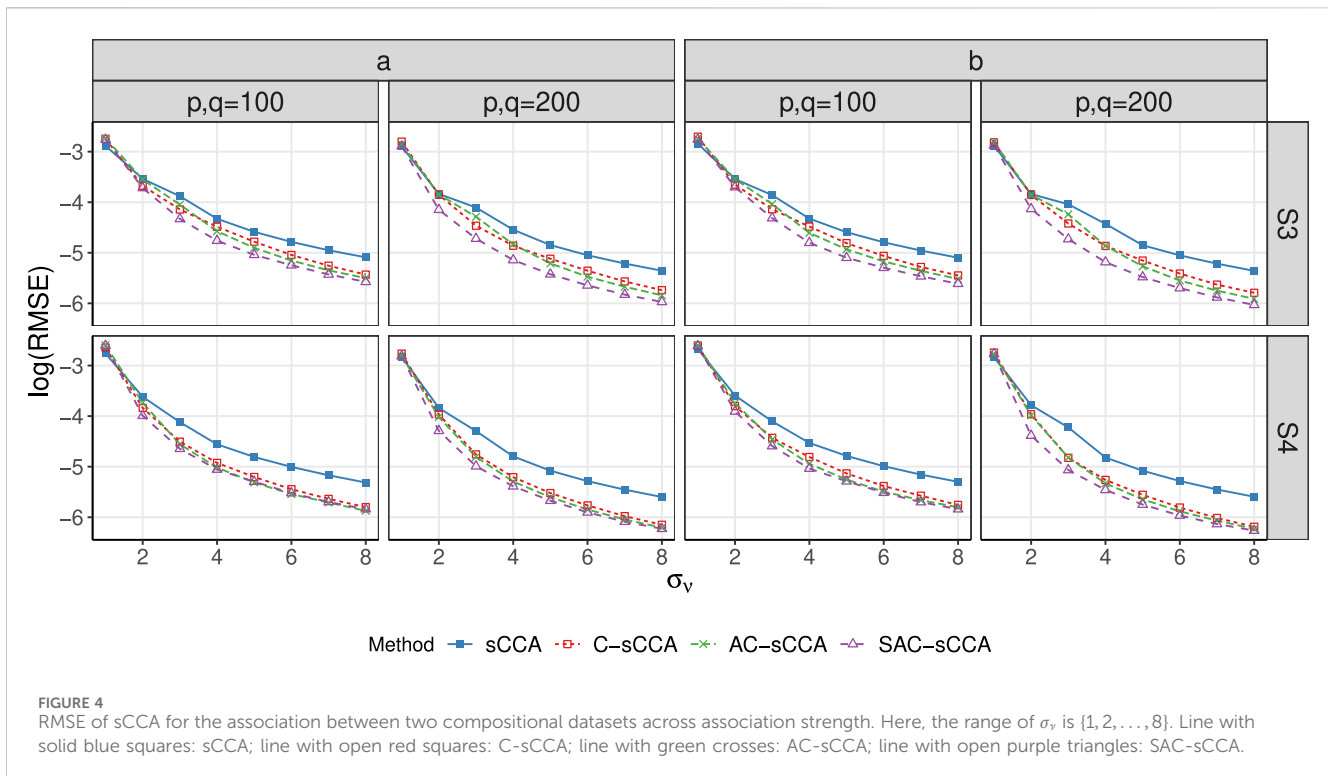 a
b
p,q=100
p,q=200
p,q=100
p,q=200
−3
−4
−5
−6
S3
−3
−4
−5
−6
S4
log(RMSE)
2 4 6 8
2 4 6 8
2 4 6 8
2 4 6 8
σν
Method sCCA C−sCCA AC−sCCA SAC−sCCA
FIGURE 4
RMSE of sCCA for the association between two compositional datasets across association strength. Here, the range of σν is {1, 2, . . . , 8}. Line with
solid blue squares: sCCA; line with open red squares: C-sCCA; line with green crosses: AC-sCCA; line with open purple triangles: SAC-sCCA.